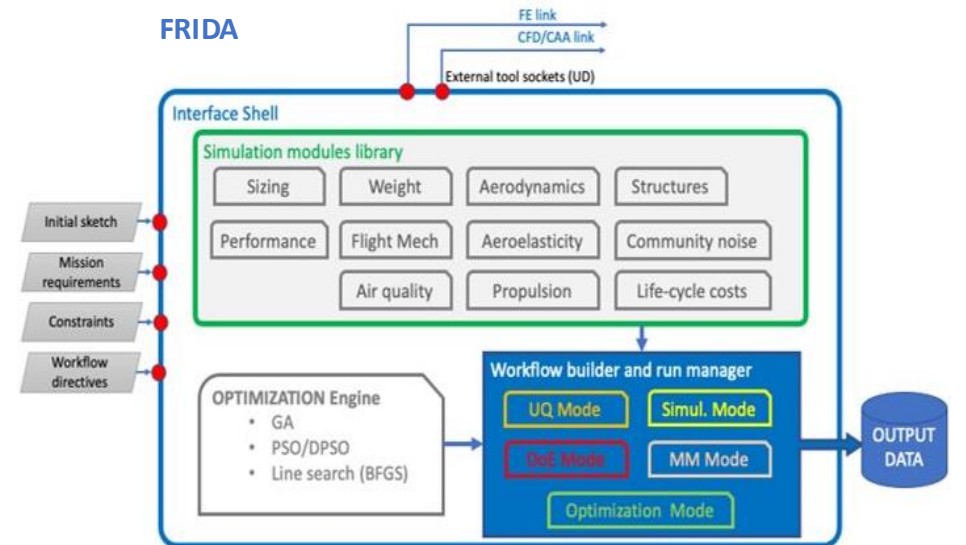 FRIDA
FE link
CFD/CAA link
External tool sockets (UD)
Interface Shell
Simulation modules library
Sizing
Weight
Aerodynamics
Structures
Performance
Flight Mech
Aeroelasticity
Community noise
Air quality
Propulsion
Life-cycle costs
Initial sketch
Mission
requirements
Constraints
Workflow
directives
OPTIMIZATION Engine
• GA
• PSO/DPSO
• Line search (BFGS)
Workflow builder and run manager
UQ Mode
Simul. Mode
DoE Mode
MM Mode
Optimization Mode
OUTPUT
DATA